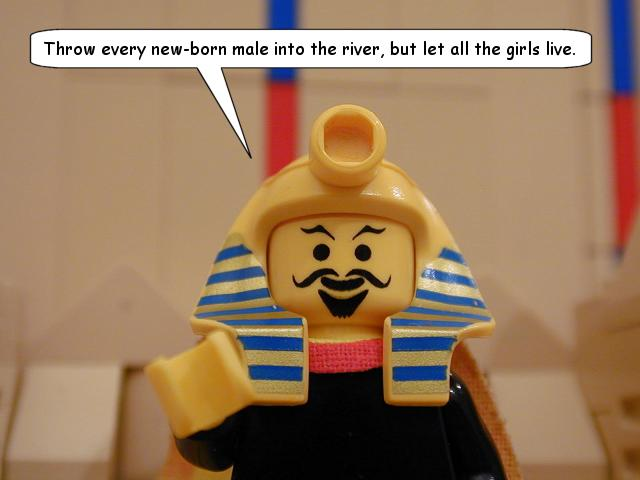 Throw every new-born male into the river, but let all the girls live.